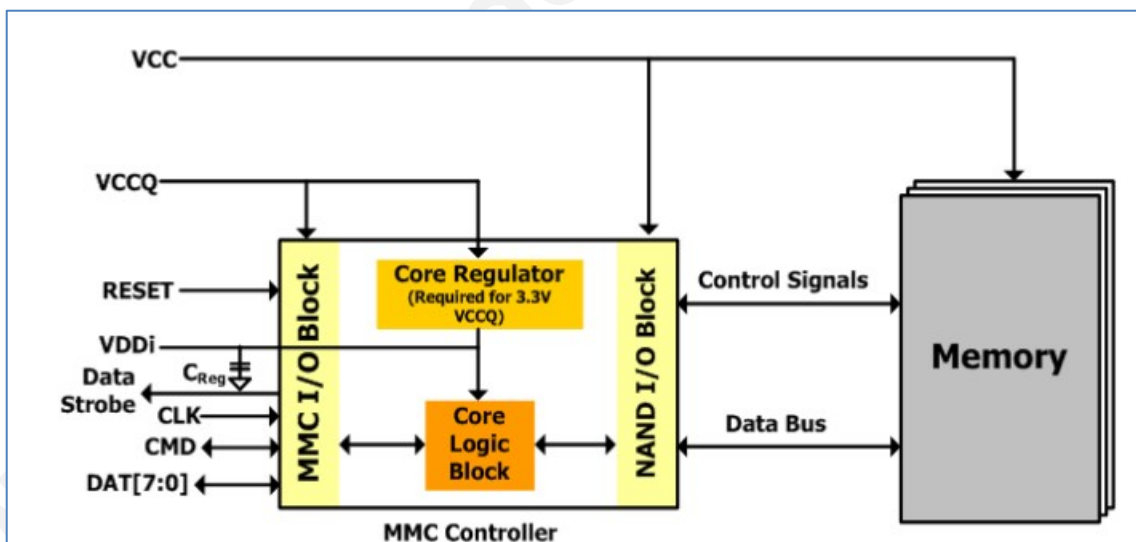 VCC
VCCQ
RESET
VDDi
CReg
Data
Strobe
CLK
CMD
DAT[7:0]
MMC I/O Block
Core Regulator
(Required for 3.3V
VCCQ)
Core
Logic
Block
NAND I/O Block
MMC Controller
Control Signals
Data Bus
Memory